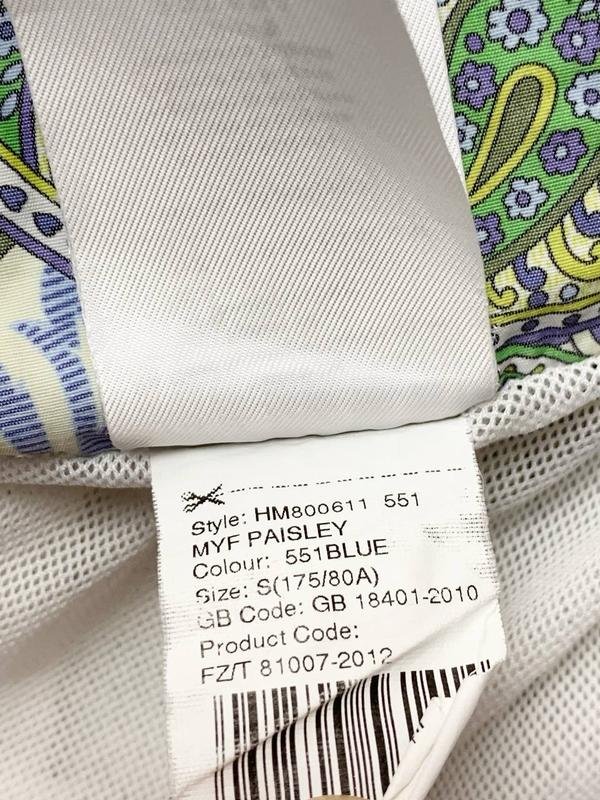 Style: HM800611 551
MYF PAISLEY
Colour: 551BLUE
Size: S(175/80A)
GB Code: GB 18401-2010
Product Code:
FZ/T 81007-2012